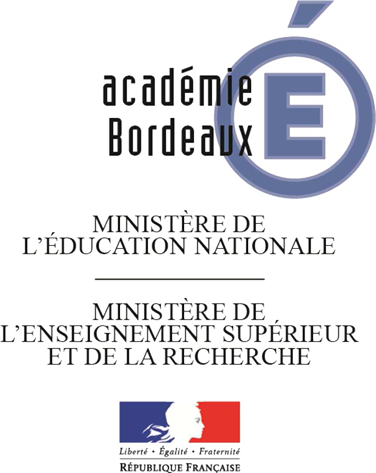 académie
Bordeaux
É
MINISTÈRE DE
L'ÉDUCATION NATIONALE
MINISTÈRE DE
L'ENSEIGNEMENT SUPÉRIEUR
ET DE LA RECHERCHE
Liberté • Égalité • Fraternité
RÉPUBLIQUE FRANÇAISE